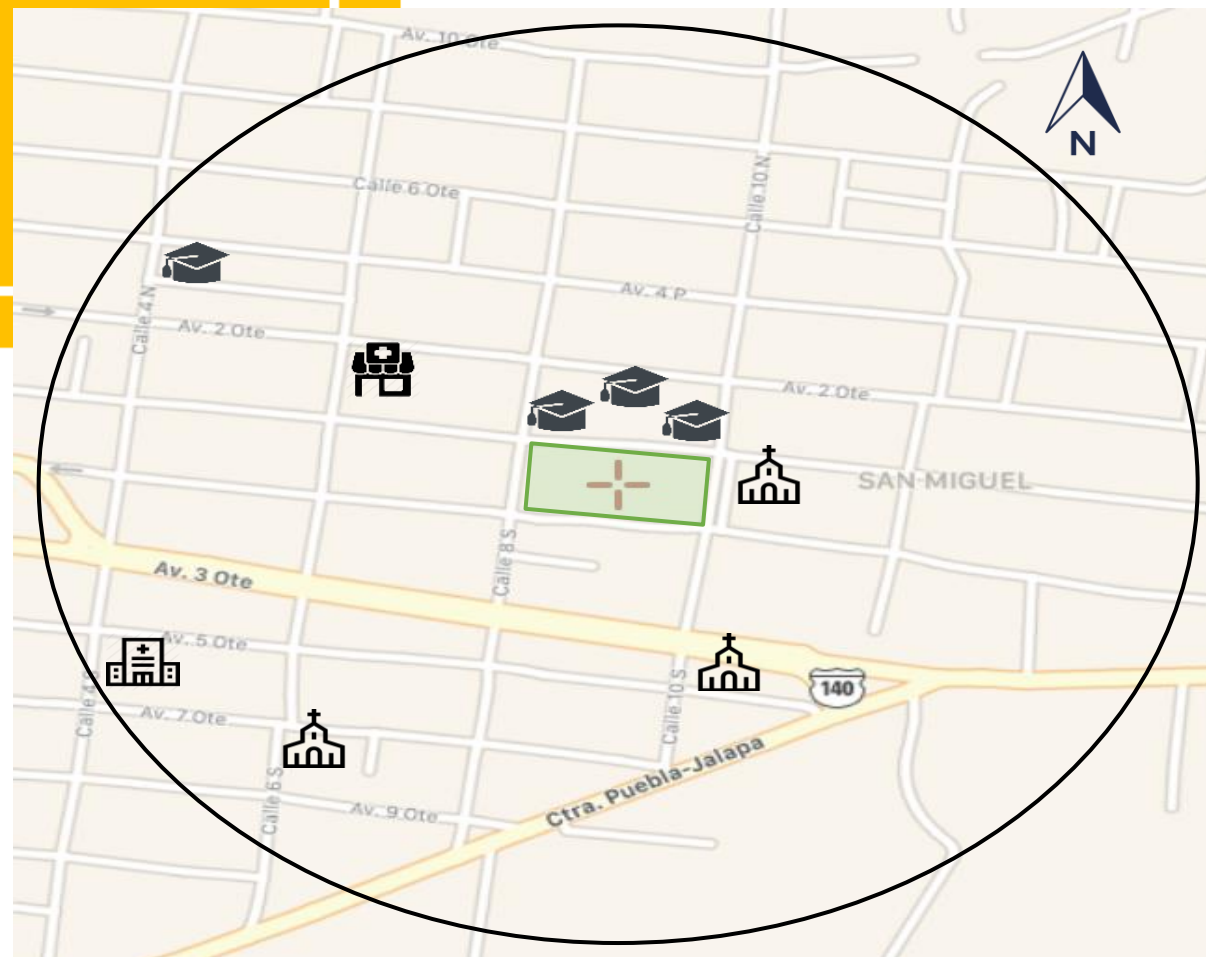 Av. 10 Ote
N
Calle 10 N
Calle 6 Ote
Av. 4 P
Calle 4 N
Av. 2 Ote
Av. 2 Ote
SAN MIGUEL
Calle 8 S
Av. 3 Ote
Av. 5 Ote
140
Calle 4 S
Calle 10 S
Av. 7 Ote
Ctra. Puebla-Jalapa
Calle 6 S
Av. 9 Ote